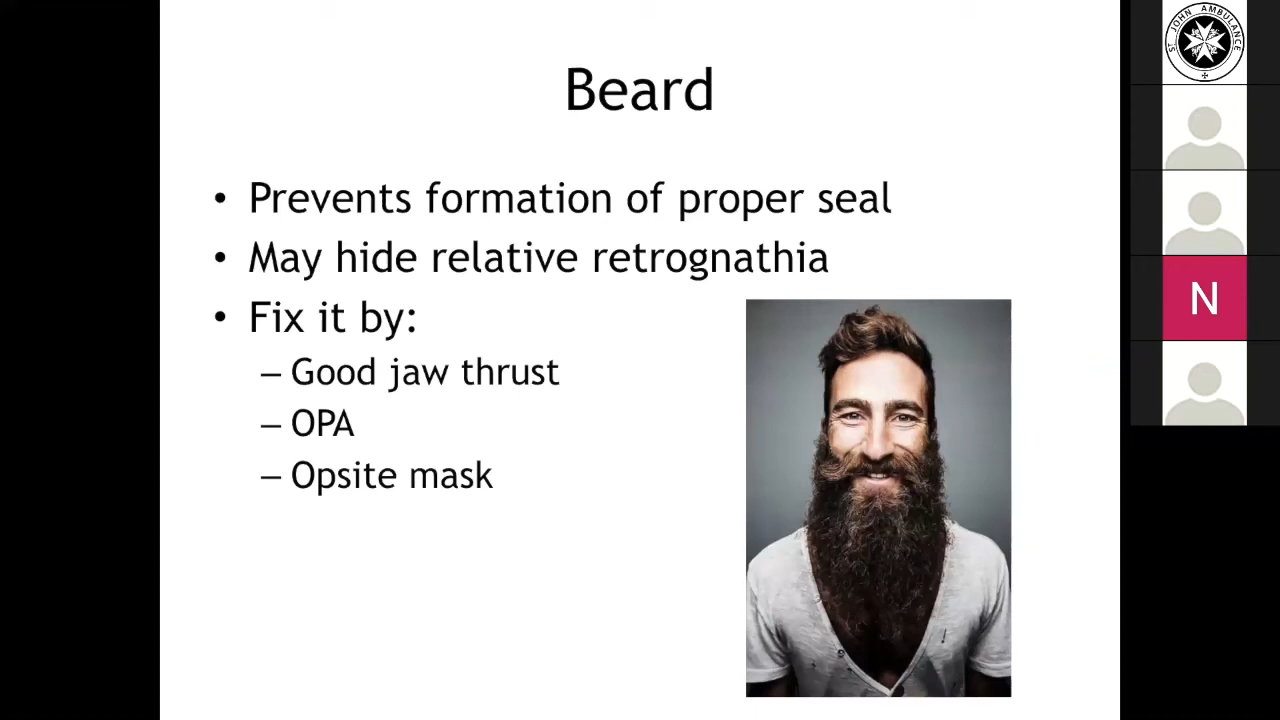 Beard
• Prevents formation of proper seal
• May hide relative retrognathia
• Fix it by:
– Good jaw thrust
– OPA
– Opsite mask
ST JOHN AMBULANCE
N